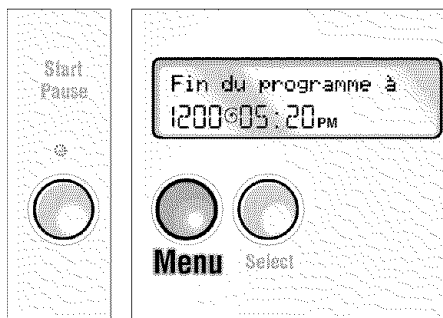 Start
Pause
Fin du programme à
1200 05:20PM
Menu
Select